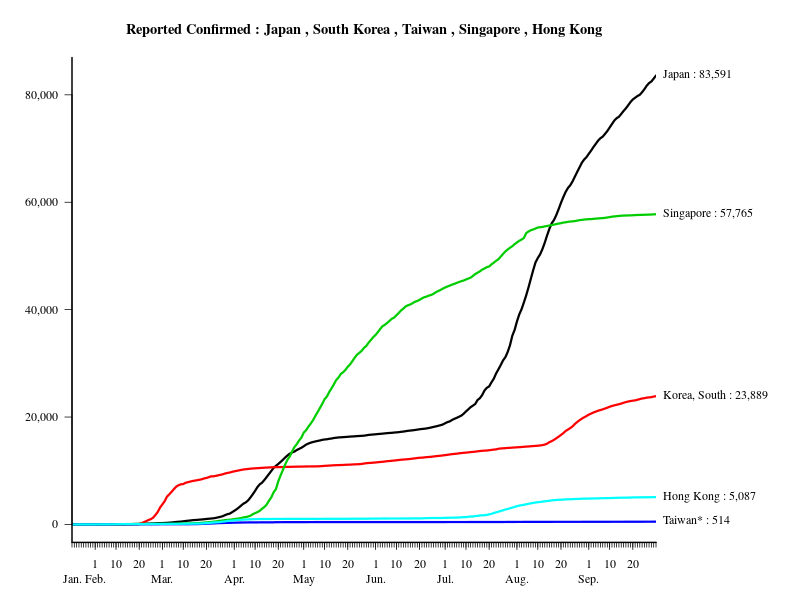 Reported Confirmed : Japan , South Korea , Taiwan , Singapore , Hong Kong
80,000
60,000
40,000
20,000
0
Japan : 83,591
Singapore : 57,765
Korea, South : 23,889
Hong Kong : 5,087
Taiwan* : 514
1 10 20 1 10 20 1 10 20 1 10 20 1 10 20 1 10 20 1 10 20 1 10 20
Jan. Feb. Mar. Apr. May Jun. Jul. Aug. Sep.